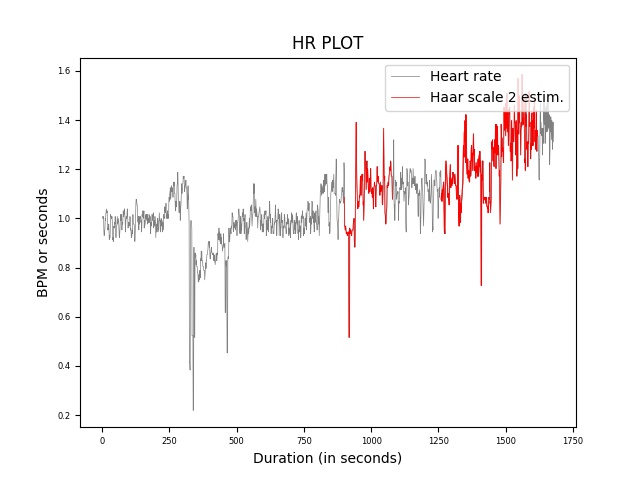 HR PLOT
Heart rate
Haar scale 2 estim.
BPM or seconds
1.6
1.4
1.2
1.0
0.8
0.6
0.4
0.2
0 250 500 750 1000 1250 1500 1750
Duration (in seconds)